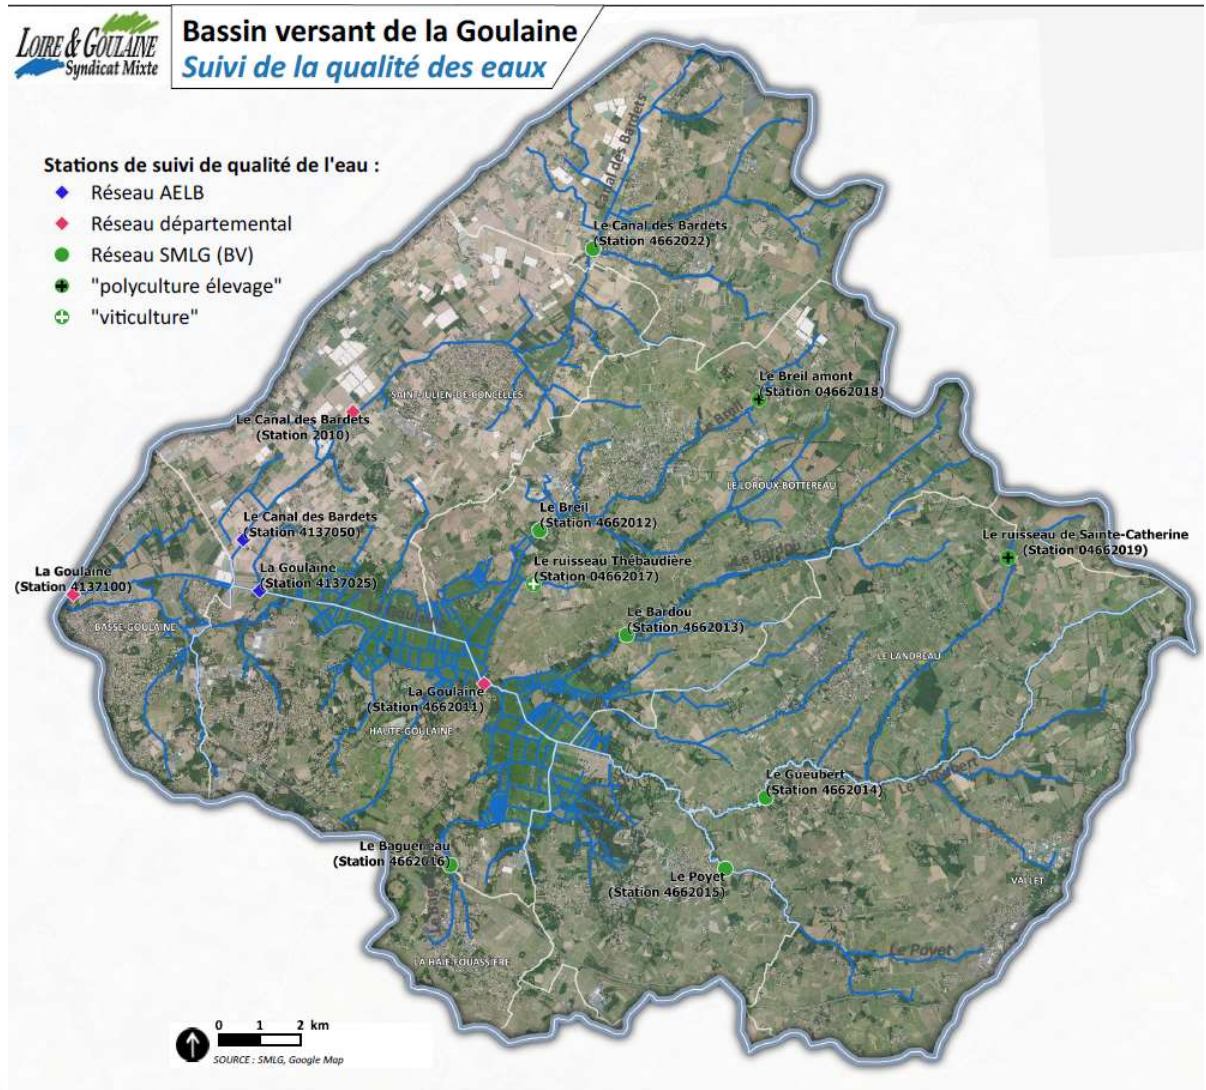 LOIRE & GOULAINE
Syndicat Mixte
Bassin versant de la Goulaine
Suivi de la qualité des eaux
Stations de suivi de qualité de l'eau :
Réseau AELB
Réseau départemental
Réseau SMLG (BV)
"polyculture élevage"
"viticulture"
Canal des Bardets
Le Canal des Bardets
(Station 4662022)
Le Breil amont
(Station 04662018)
SAINT-JULIEN-DE-CONCELLES
Le Canal des Bardets
(Station 2010)
Le Breil
LE LOROUX-BOTTEREAU
Le Breil
(Station 4662012)
Le Canal des Bardets
(Station 4137050)
Le ruisseau de Sainte-Catherine
(Station 04662019)
Le Bardou
Le ruisseau Thébaudière
(Station 04662017)
La Goulaine
(Station 4137100)
La Goulaine
(Station 4137025)
BASSE-GOULAINE
Le Bardou
(Station 4662013)
LE LANDREAU
La Goulaine
(Station 4662011)
HAUTE-GOULAINE
Le Gueubert
Le Gueubert
(Station 4662014)
Le Baguereau
(Station 4662016)
Le Poyet
(Station 4662015)
VALLET
Le Poyet
LA HAIE-FOUASSIÈRE
0 1 2 km
SOURCE : SMLG, Google Map